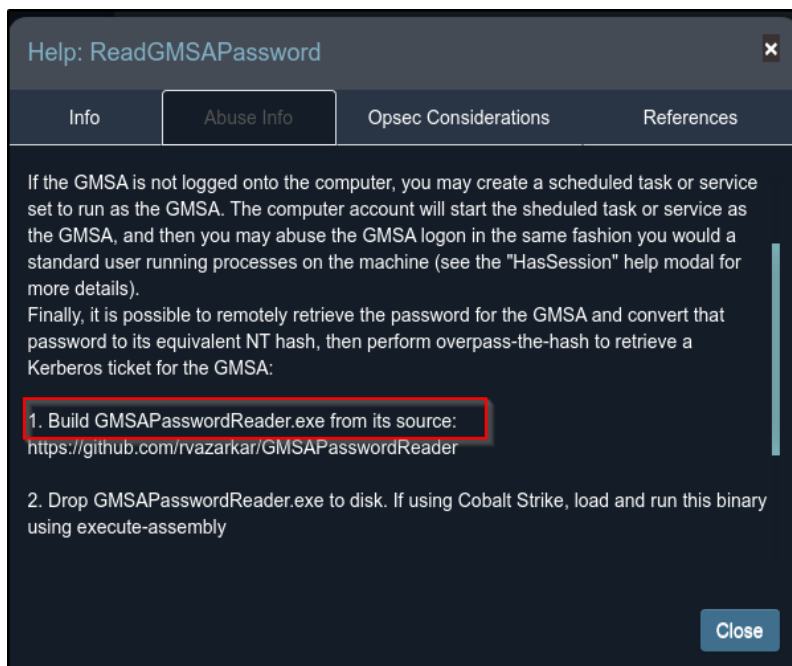 Help: ReadGMSAPassword
×
Info
Abuse Info
Opsec Considerations
References
If the GMSA is not logged onto the computer, you may create a scheduled task or service
set to run as the GMSA. The computer account will start the sheduled task or service as
the GMSA, and then you may abuse the GMSA logon in the same fashion you would a
standard user running processes on the machine (see the "HasSession" help modal for
more details).
Finally, it is possible to remotely retrieve the password for the GMSA and convert that
password to its equivalent NT hash, then perform overpass-the-hash to retrieve a
Kerberos ticket for the GMSA:
1. Build GMSAPasswordReader.exe from its source:
https://github.com/rvazarkar/GMSAPasswordReader
2. Drop GMSAPasswordReader.exe to disk. If using Cobalt Strike, load and run this binary
using execute-assembly
Close